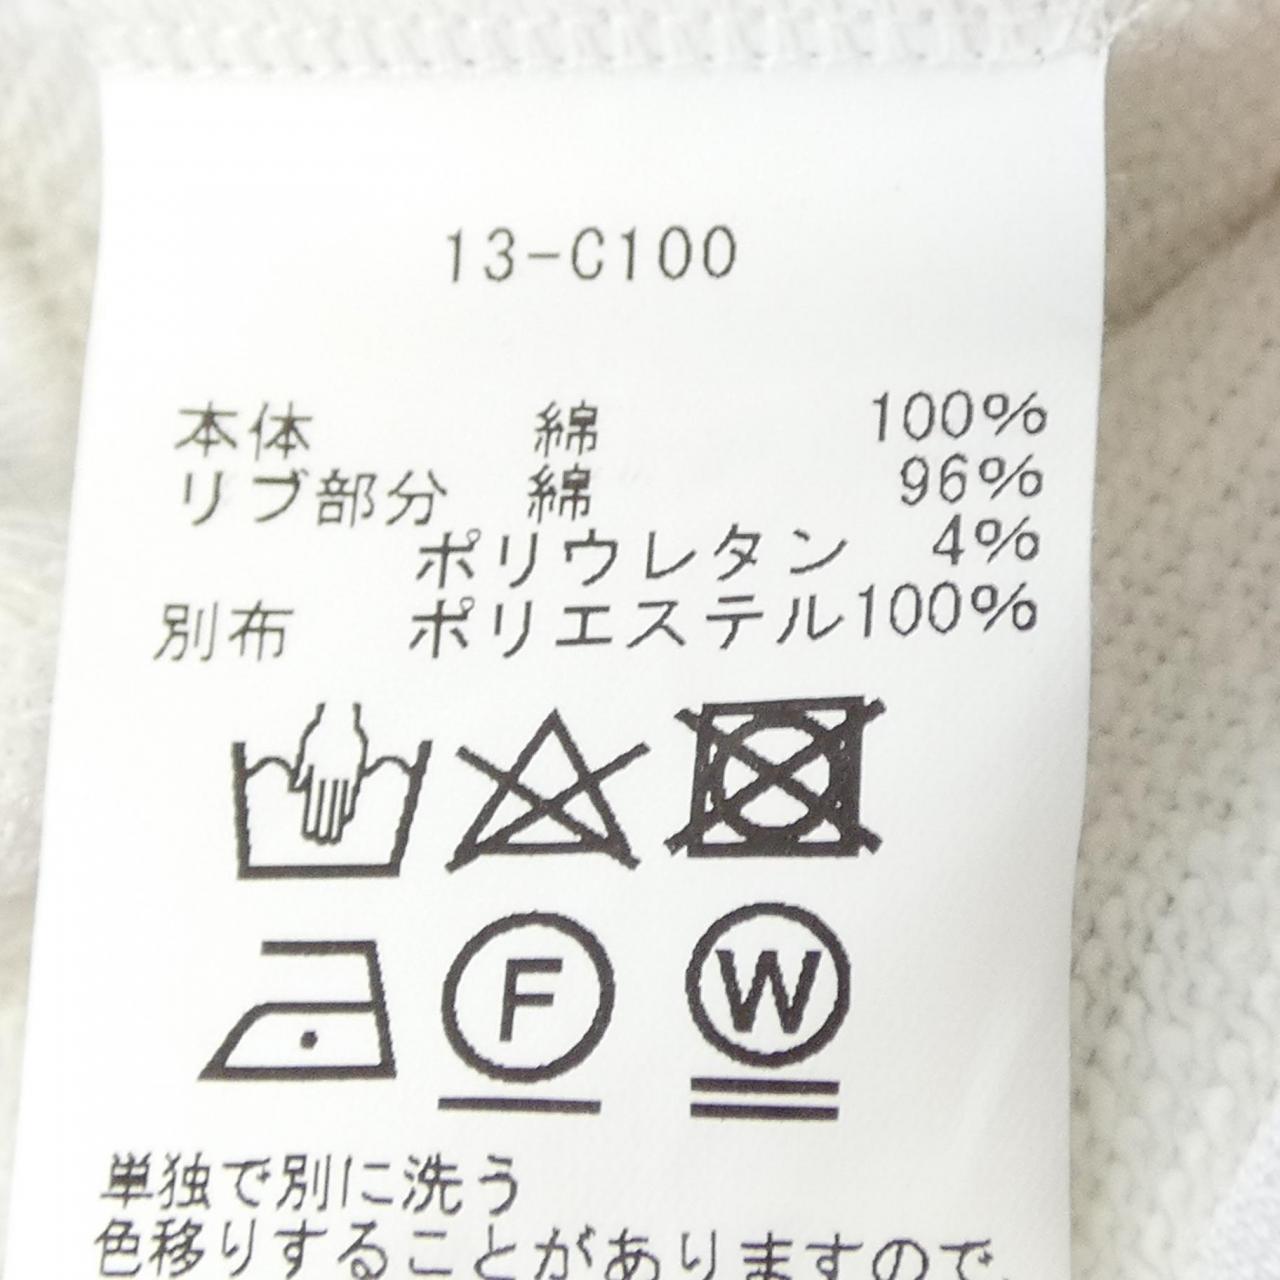 13-C100
本体 綿 100%
リブ部分 綿 96%
ポリウレタン 4%
別布 ポリエステル100%
F W
単独で別に洗う
色移りすることがありますので、